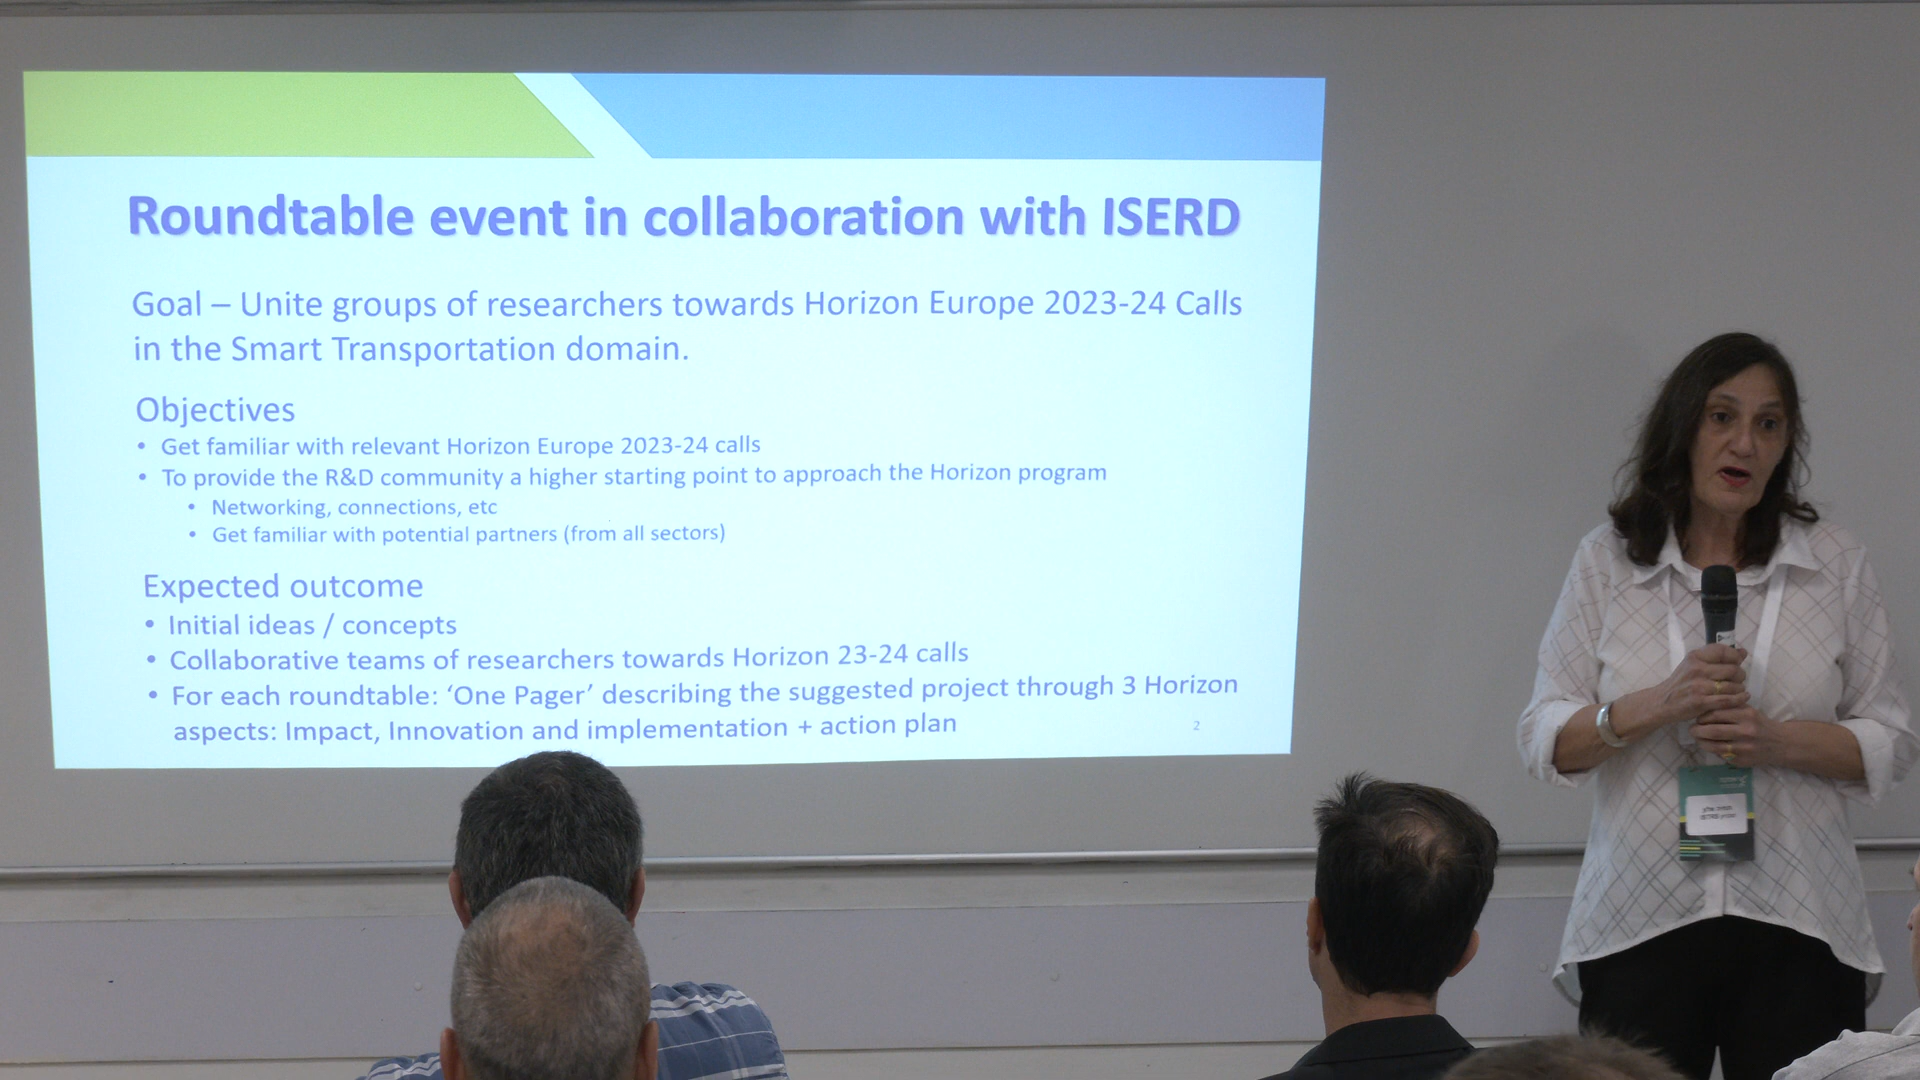 Roundtable event in collaboration with ISERD
Goal – Unite groups of researchers towards Horizon Europe 2023-24 Calls
in the Smart Transportation domain.
Objectives
• Get familiar with relevant Horizon Europe 2023-24 calls
• To provide the R&D community a higher starting point to approach the Horizon program
• Networking, connections, etc
• Get familiar with potential partners (from all sectors)
Expected outcome
• Initial ideas / concepts
• Collaborative teams of researchers towards Horizon 23-24 calls
• For each roundtable: ‘One Pager’ describing the suggested project through 3 Horizon
aspects: Impact, Innovation and implementation + action plan
2